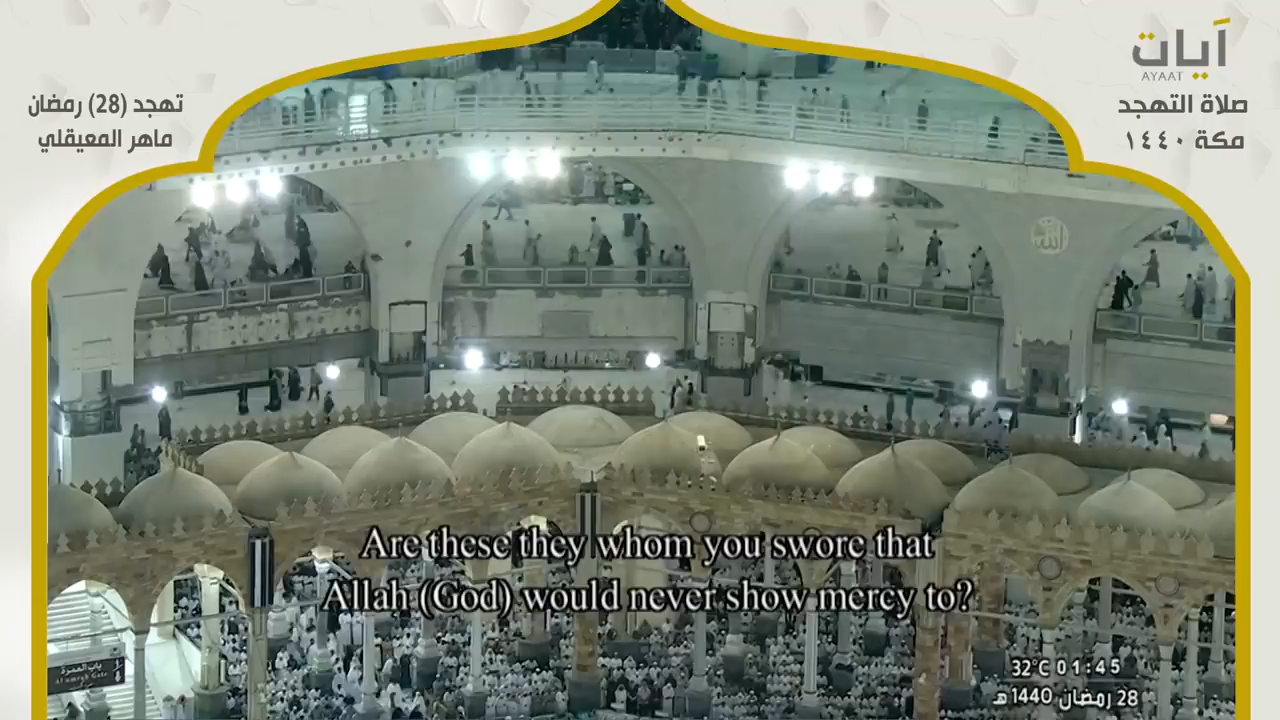 آيات
AYAAT
صلاة التهجد
مكة ١٤٤٠
تهجد (28) رمضان
ماهر المعيقلي
الله
Are these they whom you swore that
Allah (God) would never show mercy to?
باب العمرة
al umrah Gate
32°C 01:45
28 رمضان 1440هـ